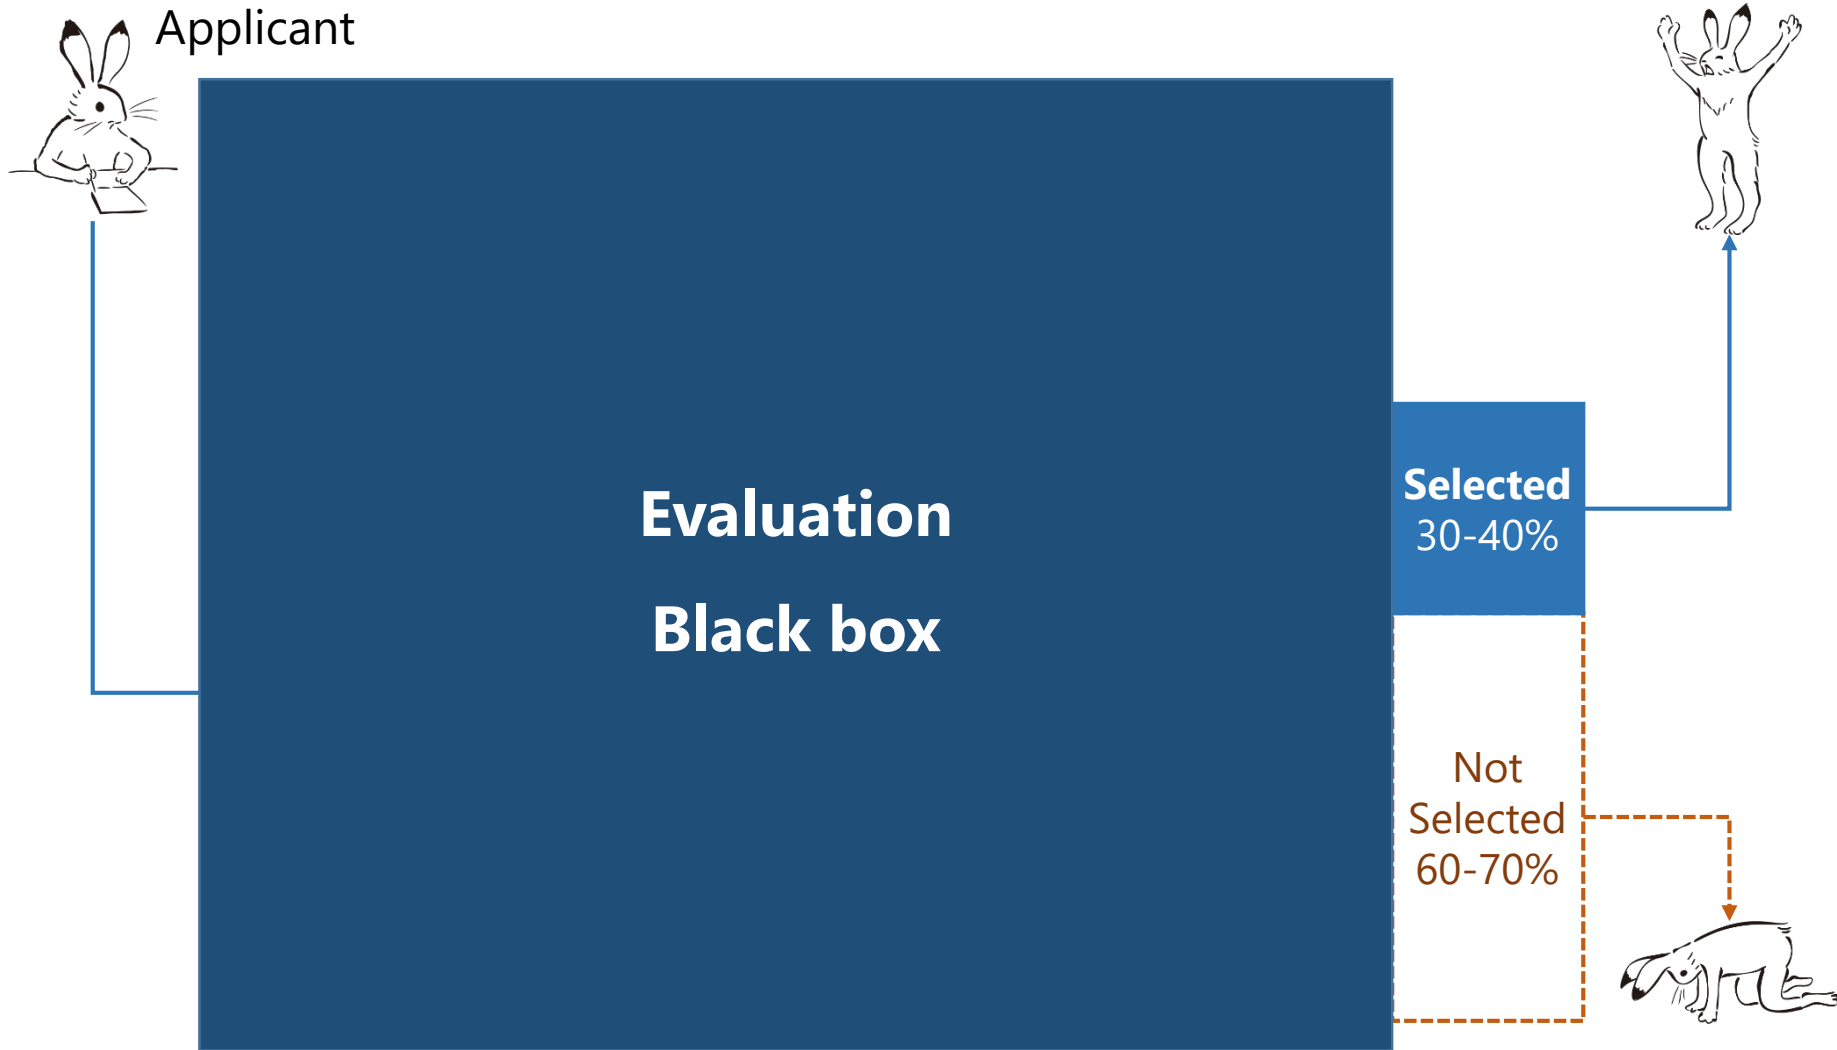 Applicant
Evaluation
Black box
Selected
30-40%
Not
Selected
60-70%